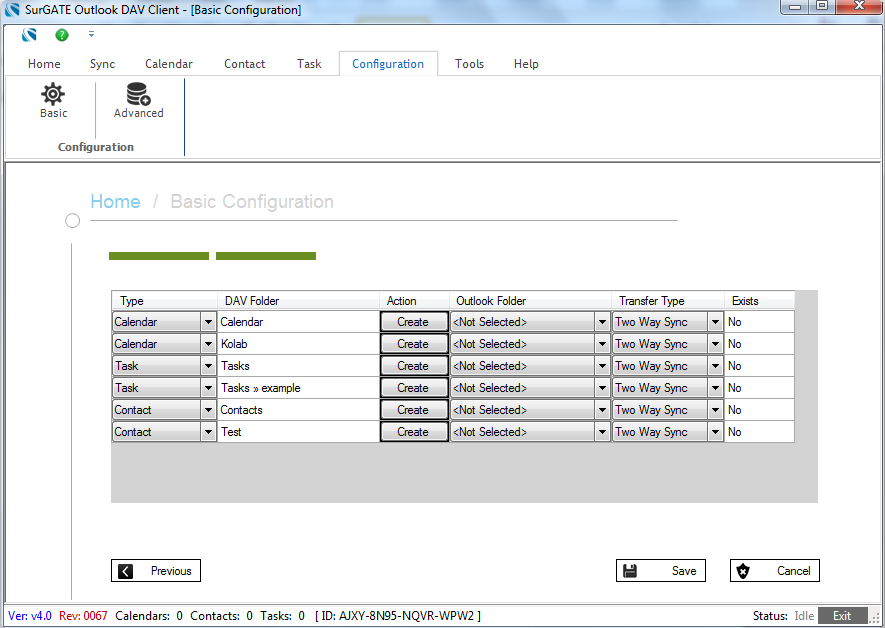 SurGATE Outlook DAV Client - [Basic Configuration]
Home Sync Calendar Contact Task Configuration Tools Help
Basic Advanced
Configuration
Home / Basic Configuration
Type DAV Folder Action Outlook Folder Transfer Type Exists
Calendar Calendar Create <Not Selected> Two Way Sync No
Calendar Kolab Create <Not Selected> Two Way Sync No
Task Tasks Create <Not Selected> Two Way Sync No
Task Tasks » example Create <Not Selected> Two Way Sync No
Contact Contacts Create <Not Selected> Two Way Sync No
Contact Test Create <Not Selected> Two Way Sync No
Previous Save Cancel
Ver: v4.0 Rev: 0067 Calendars: 0 Contacts: 0 Tasks: 0 [ ID: AJXY-8N95-NQVR-WPW2 ] Status: Idle Exit